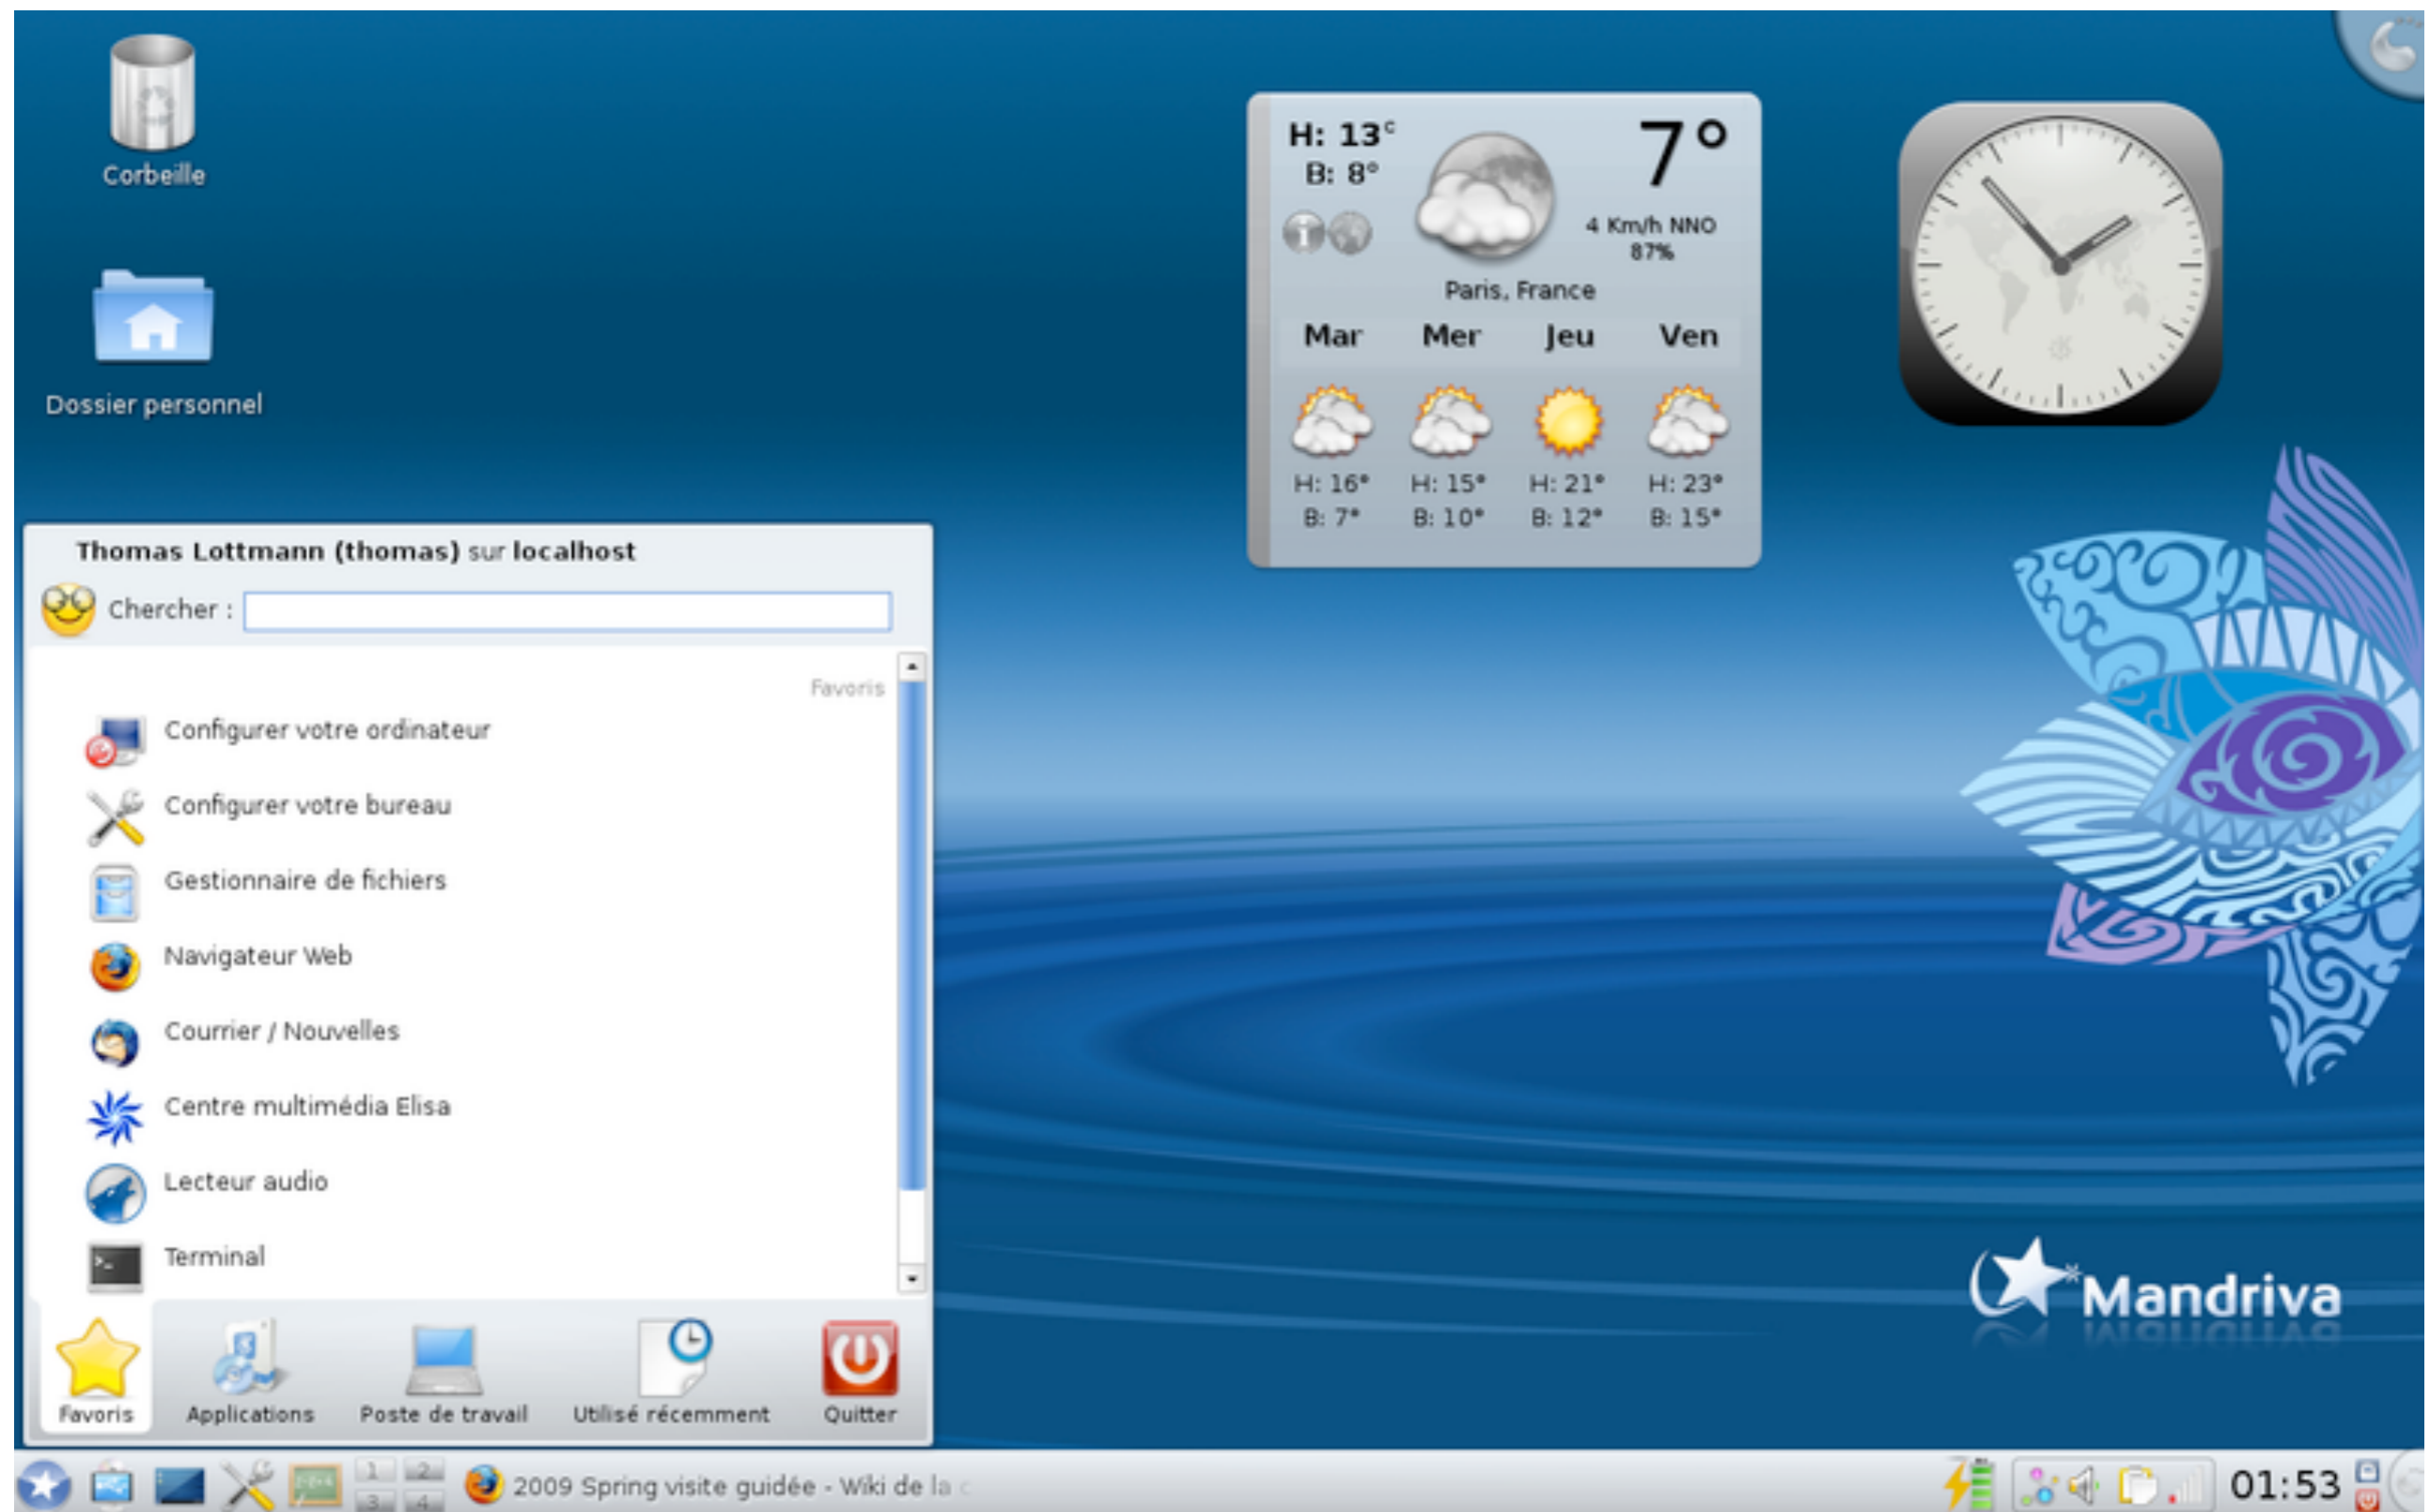 Corbeille
Dossier personnel
H: 13°
B: 8°
7°
4 Km/h NNO
87%
Paris, France
Mar Mer Jeu Ven
H: 16° H: 15° H: 21° H: 23°
B: 7° B: 10° B: 12° B: 15°
Thomas Lottmann (thomas) sur localhost
Chercher :
Favoris
Configurer votre ordinateur
Configurer votre bureau
Gestionnaire de fichiers
Navigateur Web
Courrier / Nouvelles
Centre multimédia Elisa
Lecteur audio
Terminal
Favoris Applications Poste de travail Utilisé récemment Quitter
Mandriva
1 2
3 4
2009 Spring visite guidée - Wiki de la c
01:53